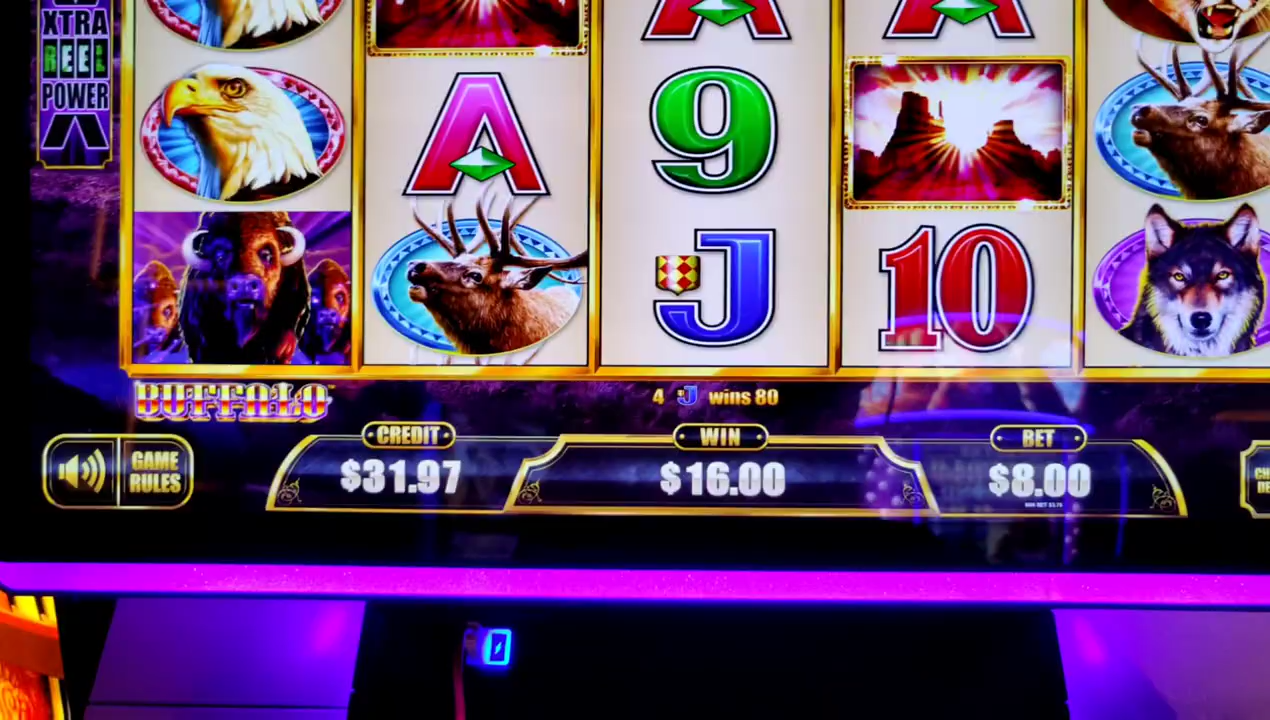 XTRA
REEL
POWER
A
A
A
9
J
10
BUFFALO
4 J wins 80
CREDIT
WIN
BET
GAME
RULES
$31.97
$16.00
$8.00